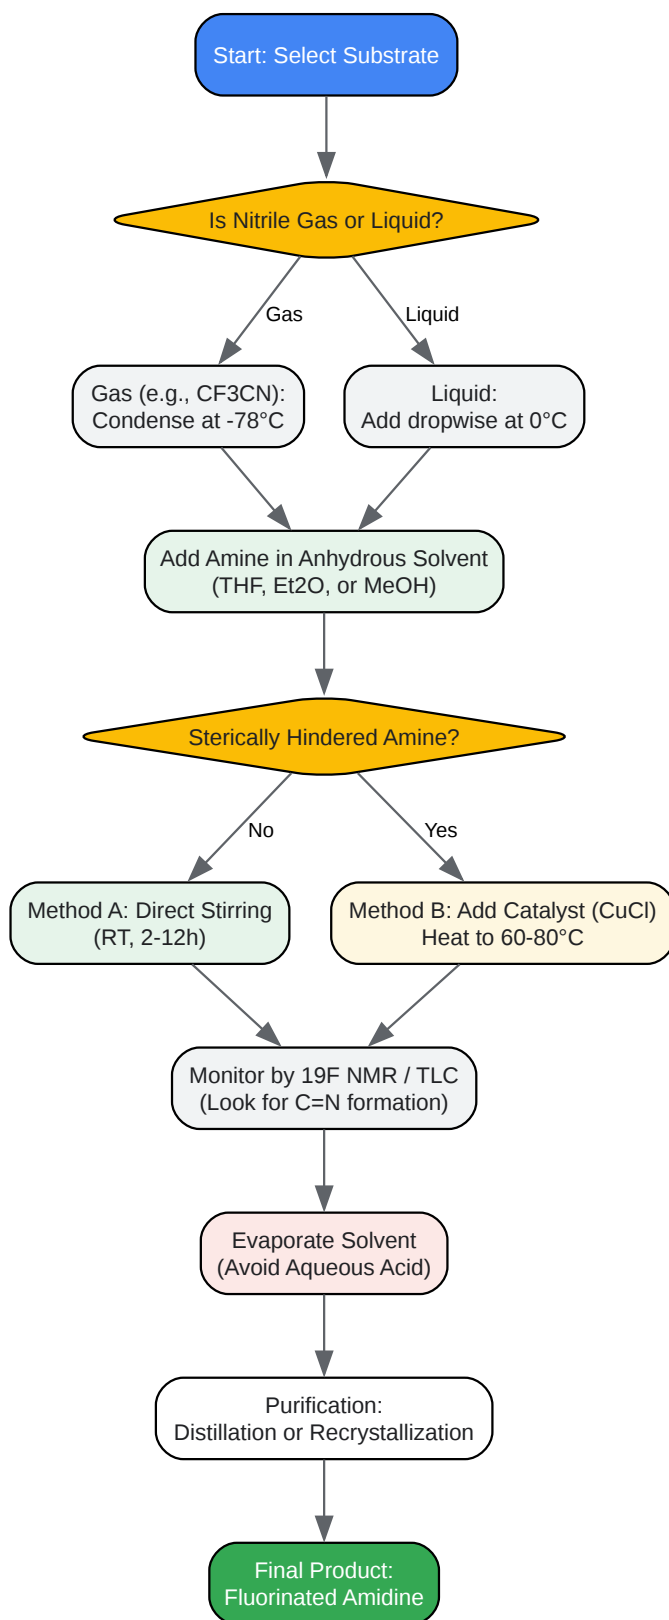 Start: Select Substrate
Is Nitrile Gas or Liquid?
Gas
Liquid
Gas (e.g., CF3CN):
Condense at -78°C
Liquid:
Add dropwise at 0°C
Add Amine in Anhydrous Solvent
(THF, Et2O, or MeOH)
Sterically Hindered Amine?
No
Yes
Method A: Direct Stirring
(RT, 2-12h)
Method B: Add Catalyst (CuCl)
Heat to 60-80°C
Monitor by 19F NMR / TLC
(Look for C=N formation)
Evaporate Solvent
(Avoid Aqueous Acid)
Purification:
Distillation or Recrystallization
Final Product:
Fluorinated Amidine